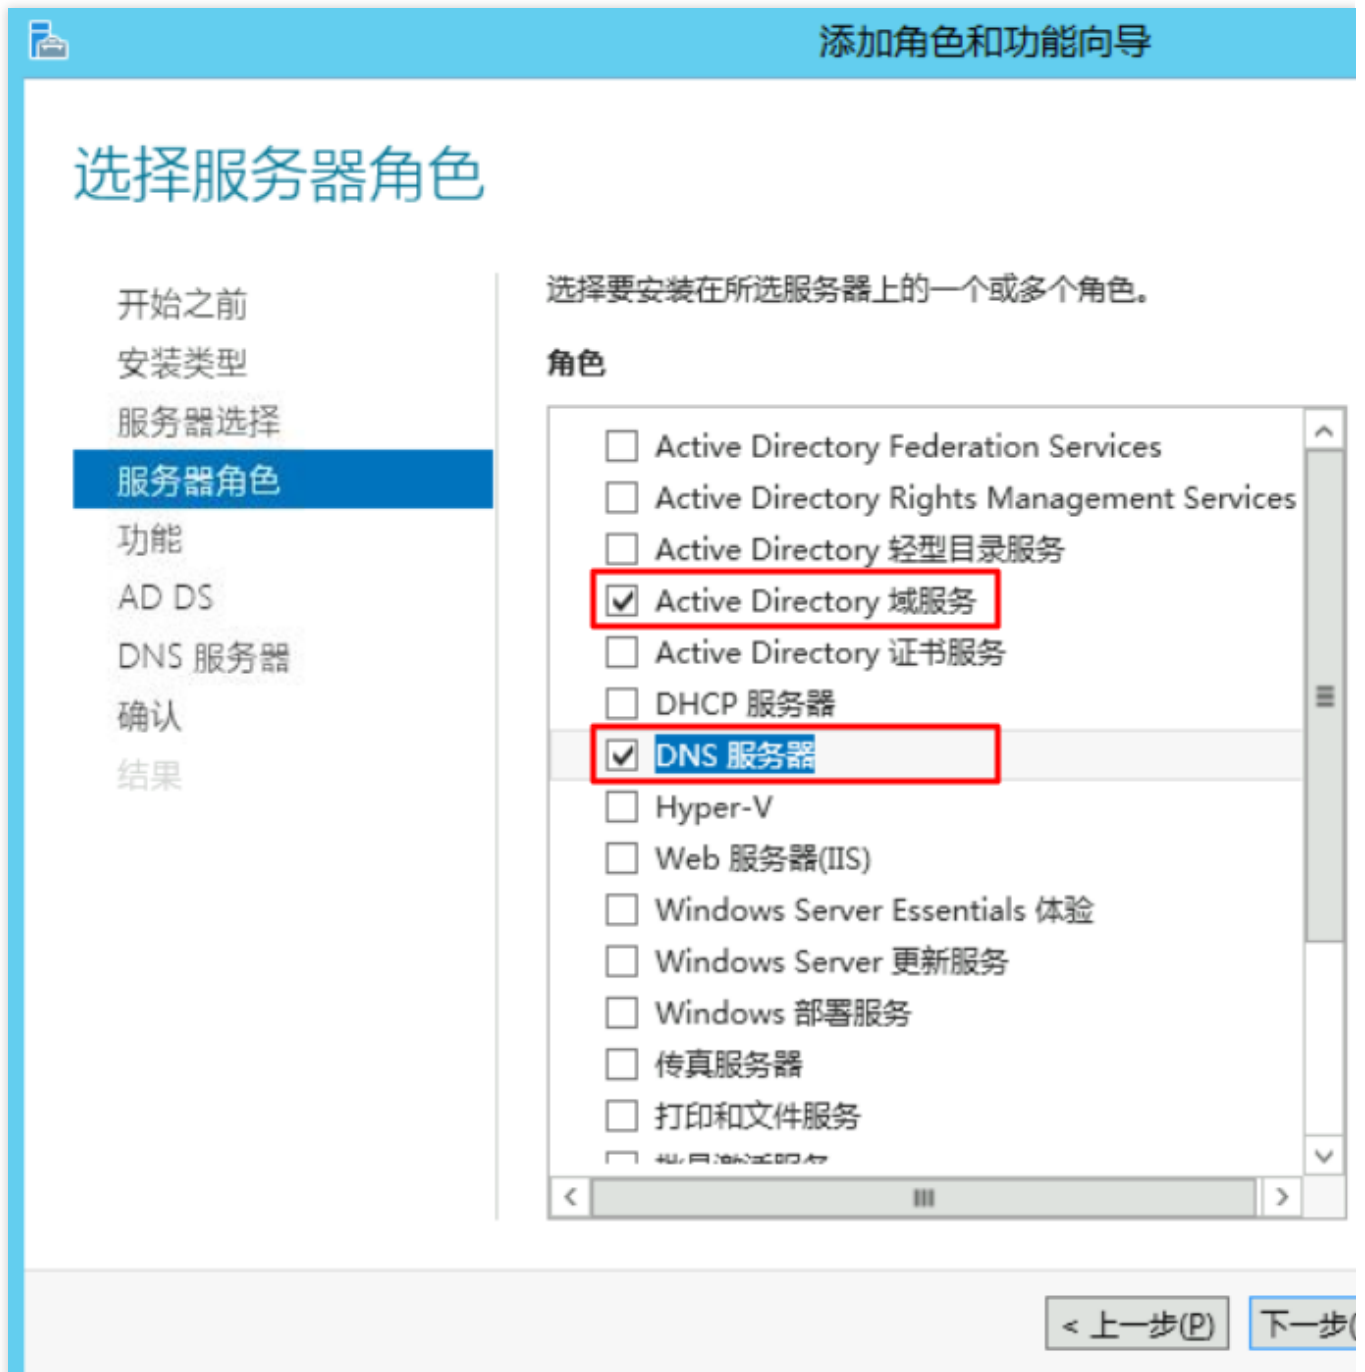 添加角色和功能向导
选择服务器角色
开始之前
安装类型
服务器选择
服务器角色
功能
AD DS
DNS 服务器
确认
结果
选择要安装在所选服务器上的一个或多个角色。
角色
Active Directory Federation Services
Active Directory Rights Management Services
Active Directory 轻型目录服务
Active Directory 域服务
Active Directory 证书服务
DHCP 服务器
DNS 服务器
Hyper-V
Web 服务器(IIS)
Windows Server Essentials 体验
Windows Server 更新服务
Windows 部署服务
传真服务器
打印和文件服务
批量激活服务
< 上一步(P)
下一步(